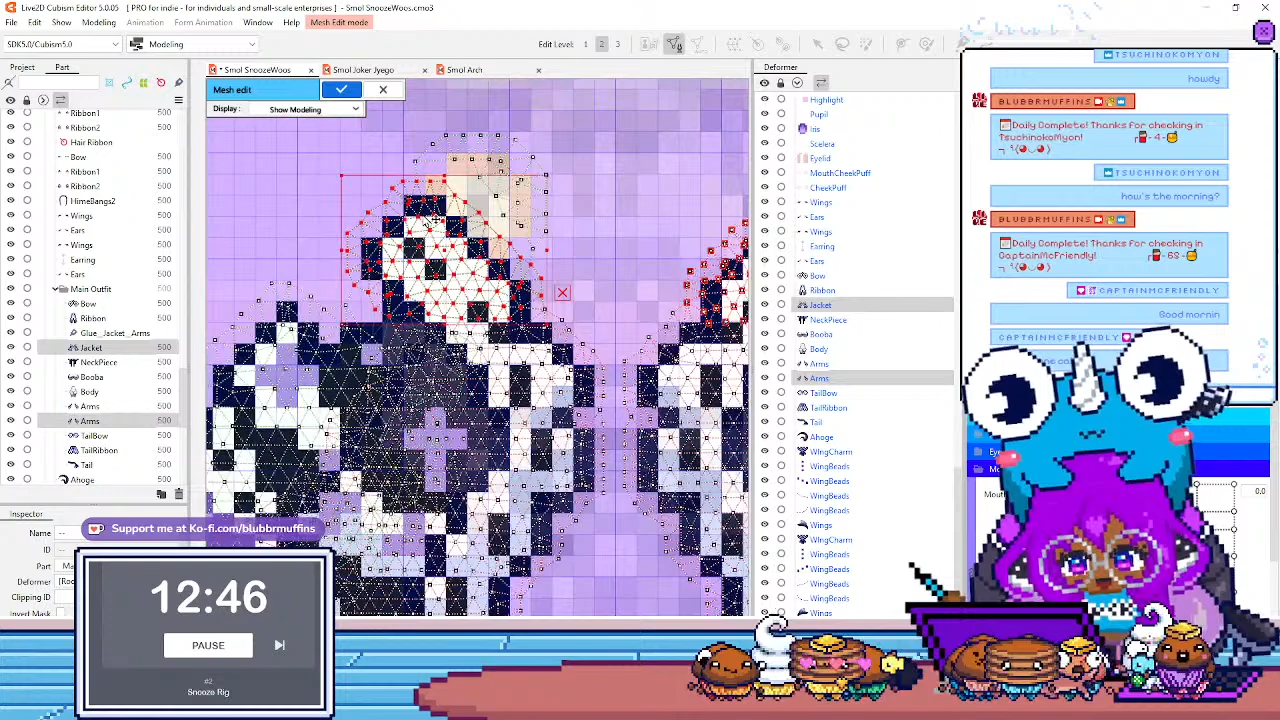 Live2D Cubism Editor 5.0.05   [ PRO for indie - for individuals and small-scale enterprises ]  - Smol SnoozeWoos.cmo3
Modeling
Animation
Form Animation
Window
Help
Mesh Edit mode
SDK5.0/Cubism5.0
Modeling
Edit Level:
1
2
3
Project
Part
* Smol SnoozeWoos
Smol Joker Jyego
Smol Arch
Deformer
Mesh edit
Display:
Show Modeling
Ribbon1
500
Ribbon2
500
Hair Ribbon
500
Bow
500
Ribbon1
500
Ribbon2
500
HimeBangs2
500
Wings
500
Ears
500
Wings
500
Earring
500
Ears
500
Main Outfit
500
Bow
500
Ribbon
500
Glue_Jacket_Arms
Jacket
500
NeckPiece
500
Booba
500
Body
500
Arms
500
Arms
500
TailBow
500
TailRibbon
500
Tail
500
Ahoge
500
Inspector
Name
ID
Part
Deformer
Clipping
Invert Mask
Highlight
Pupil
Iris
Scelera
Eyelid
MouthCheekPuff
CheekPuff
Wings
Ears
Wings
Earring
Ears
Bow
Ribbon
Jacket
NeckPiece
Booba
Body
Arms
Arms
TailBow
TailRibbon
Tail
Ahoge
WingCharm
WingBeads
WingBeads
WingBeads
WingBeads
Wings
WingCharm
WingBeads
WingBeads
WingBeads
WingBeads
Wings
TSUCHINOKOMYON
howdy
BLUBBRMUFFINS
Daily Complete! Thanks for checking in
TsuchinokoMyon!
- 4 -
TSUCHINOKOMYON
how's the morning?
BLUBBRMUFFINS
Daily Complete! Thanks for checking in
CaptainMcFriendly!
- 68 -
CAPTAINMCFRIENDLY
Good mornin
CAPTAINMCFRIENDLY
0.0
Support me at Ko-fi.com/blubbrmuffins
12:46
PAUSE
#2
Snooze Rig